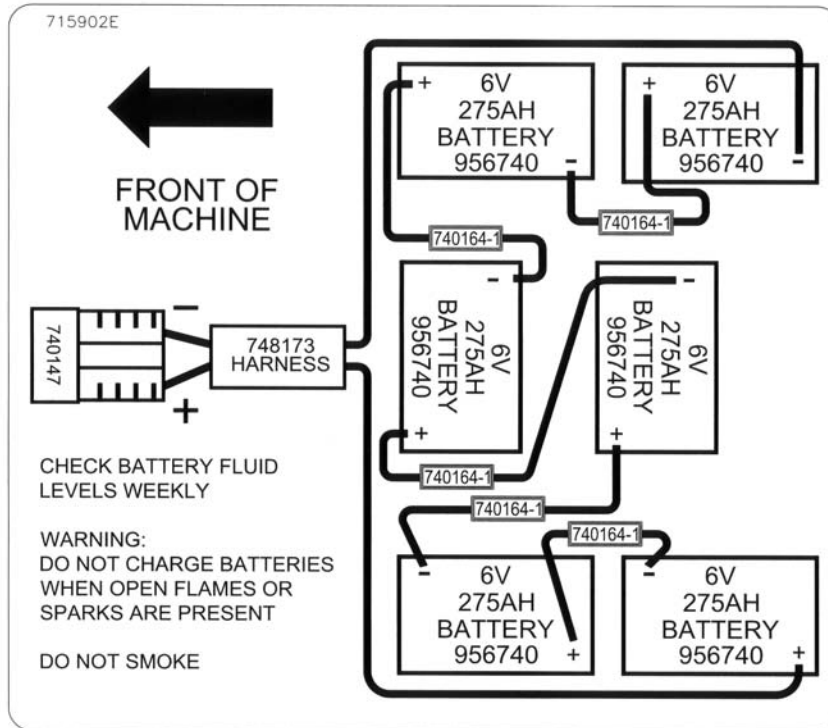 715902E
FRONT OF
MACHINE
+ 6V
275AH
BATTERY
956740
-
+ 6V
275AH
BATTERY
956740
-
740164-1
740164-1
740147
-
+
748173
HARNESS
-
6V
275AH
BATTERY
956740
+
-
6V
275AH
BATTERY
956740
+
740164-1
740164-1
740164-1
CHECK BATTERY FLUID
LEVELS WEEKLY
WARNING:
DO NOT CHARGE BATTERIES
WHEN OPEN FLAMES OR
SPARKS ARE PRESENT
DO NOT SMOKE
- 6V
275AH
BATTERY
956740 +
- 6V
275AH
BATTERY
956740 +